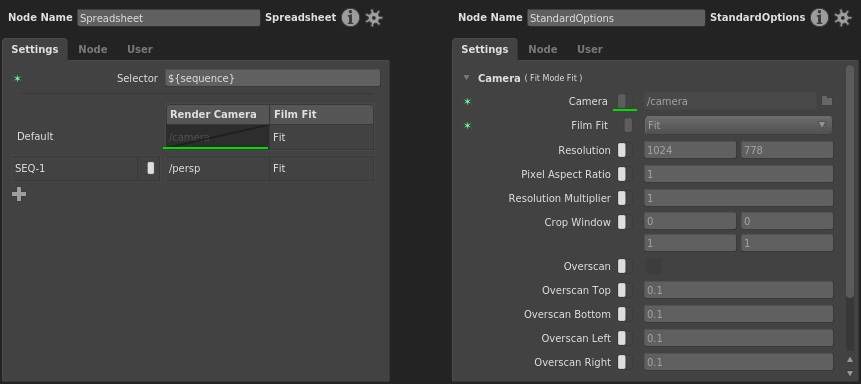 Node Name Spreadsheet Spreadsheet
Settings Node User
Selector ${sequence}
Render Camera Film Fit
Default /camera Fit
SEQ-1 /persp Fit
Node Name StandardOptions StandardOptions
Settings Node User
Camera ( Fit Mode Fit )
Camera /camera
Film Fit Fit
Resolution 1024 778
Pixel Aspect Ratio 1
Resolution Multiplier 1
Crop Window 0 0
1 1
Overscan
Overscan Top 0.1
Overscan Bottom 0.1
Overscan Left 0.1
Overscan Right 0.1